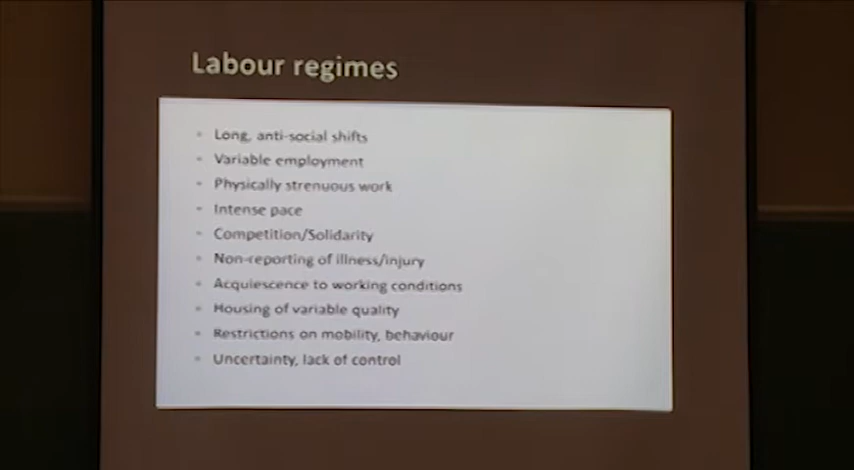 Labour regimes
Long, anti-social shifts
Variable employment
Physically strenuous work
Intense pace
Competition/Solidarity
Non-reporting of illness/injury
Acquiescence to working conditions
Housing of variable quality
Restrictions on mobility, behaviour
Uncertainty, lack of control